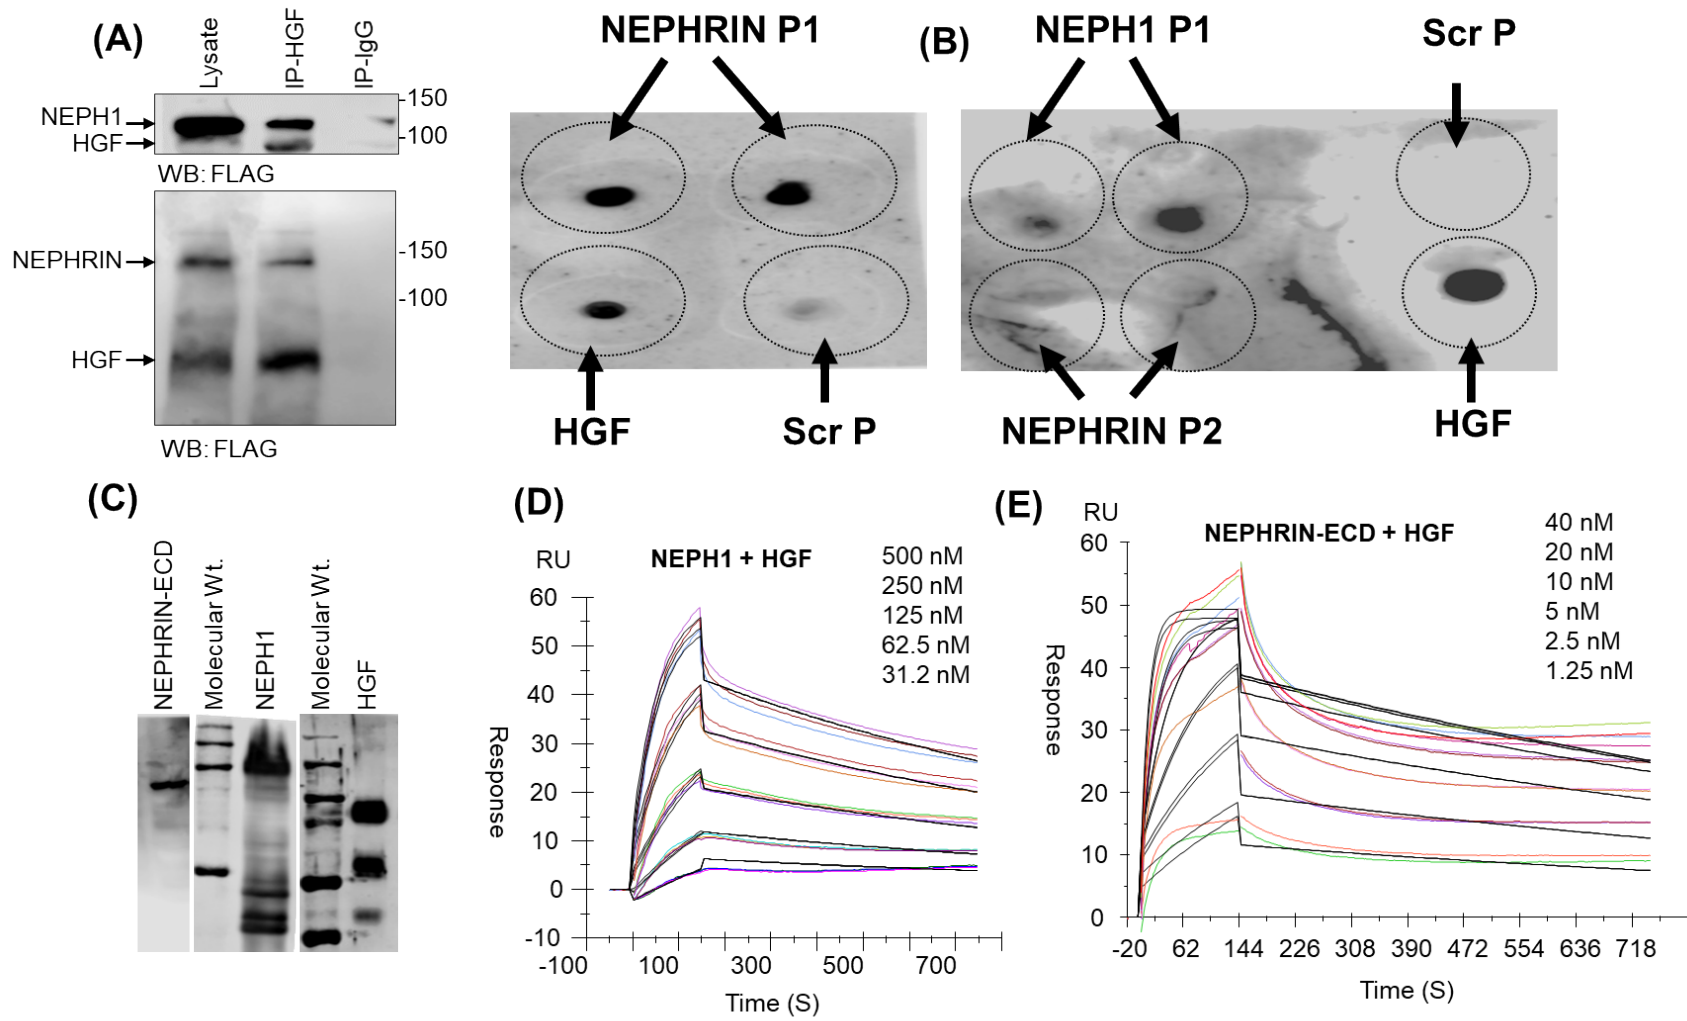 (A)
Lysate
IP-HGF
IP-IgG
NEPH1
HGF
-150
-100
WB: FLAG
NEPHRIN
HGF
-150
-100
WB: FLAG
NEPHRIN P1
HGF
Scr P
(B)
NEPH1 P1
Scr P
NEPHRIN P2
HGF
(C)
NEPHRIN-ECD
Molecular Wt.
NEPH1
Molecular Wt.
HGF
(D)
RU
NEPH1 + HGF
500 nM
250 nM
125 nM
62.5 nM
31.2 nM
60
50
40
30
20
10
0
-10
Response
-100
100
300
500
700
Time (S)
(E)
RU
NEPHRIN-ECD + HGF
40 nM
20 nM
10 nM
5 nM
2.5 nM
1.25 nM
60
50
40
30
20
10
0
Response
-20
62
144
226
308
390
472
554
636
718
Time (S)